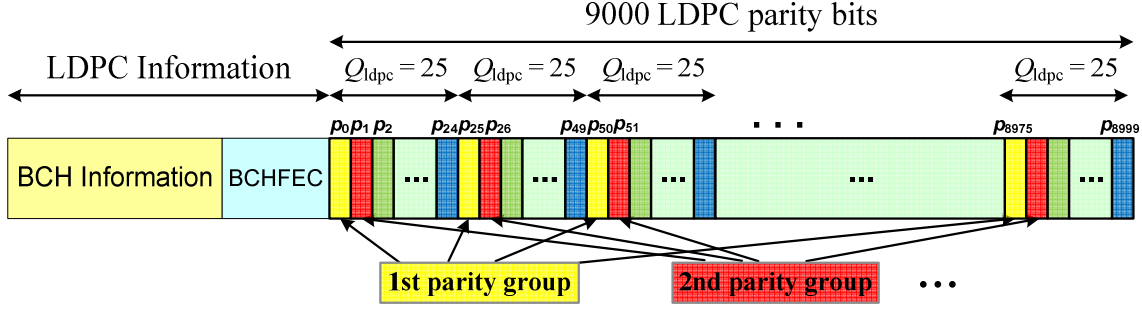 9000 LDPC parity bits
LDPC Information
Qldpc = 25 Qldpc = 25 Qldpc = 25 Qldpc = 25
p0 p1 p2 p24 p25 p26 p49 p50 p51 . . . p8975 p8999
BCH Information BCHFEC ... ... ... ... ...
1st parity group 2nd parity group ...